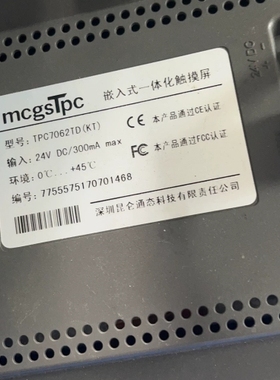 mcgsTpc 嵌入式一体化触摸屏
型号: TPC7062TD(KT)
输入: 24V DC/300mA max
CE 本产品通过CE认证
环境: 0℃...+45℃
FC 本产品通过FCC认证
编号: 7755575170701468
深圳昆仑通态科技有限责任公司